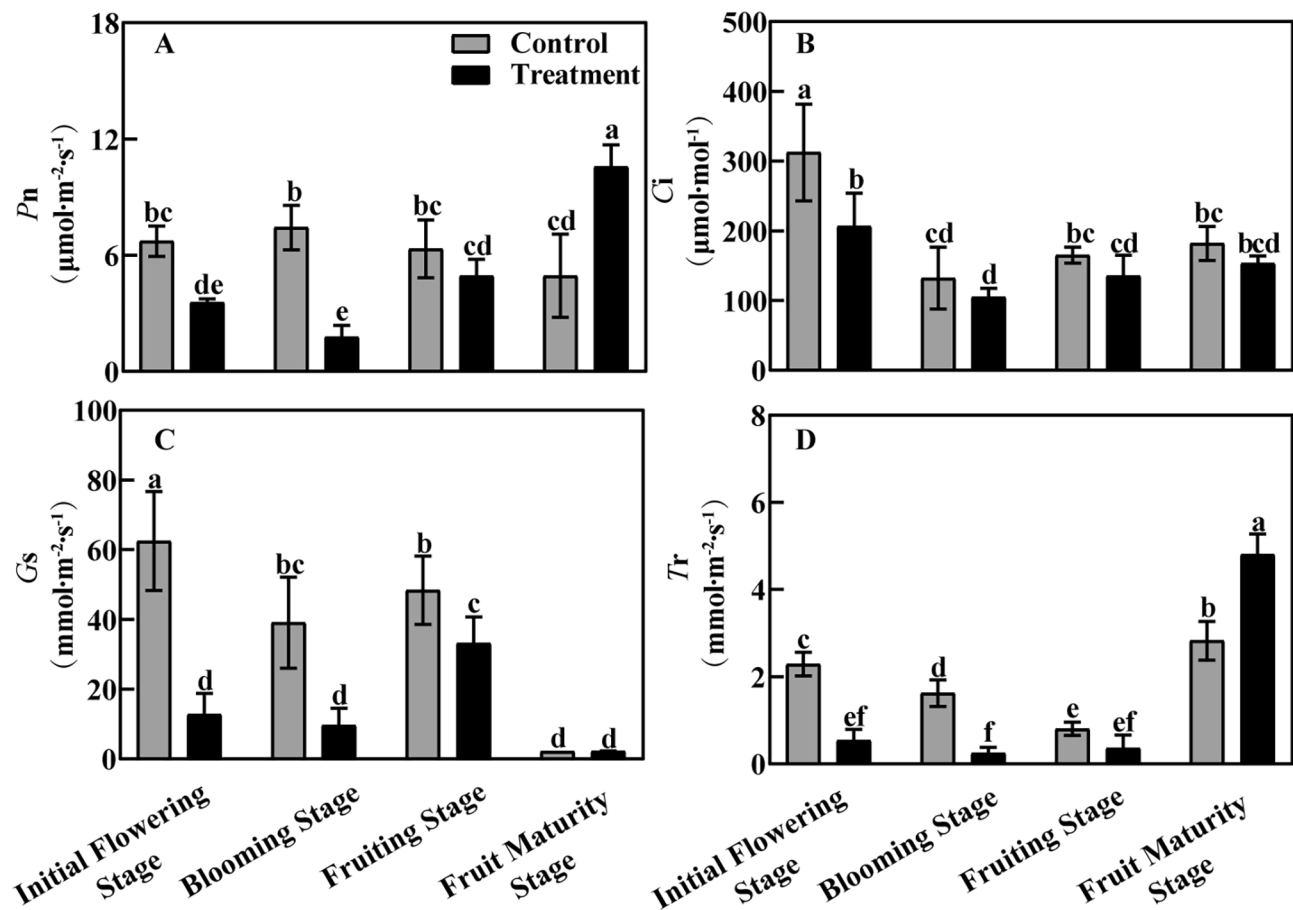 A
Control
Treatment
Pn
(μmol·m⁻²·s⁻¹)
18
12
6
0
bc
de
b
e
bc
cd
cd
a
B
Ci
(μmol·mol⁻¹)
500
400
300
200
100
0
a
b
cd
d
bc
cd
bc
bcd
C
Gs
(mmol·m⁻²·s⁻¹)
100
80
60
40
20
0
a
d
bc
d
b
c
d
d
Initial Flowering
Stage
Blooming Stage
Fruiting Stage
Fruit Maturity
Stage
D
Tr
(mmol·m⁻²·s⁻¹)
8
6
4
2
0
c
ef
d
f
e
ef
b
a
Initial Flowering
Stage
Blooming Stage
Fruiting Stage
Fruit Maturity
Stage